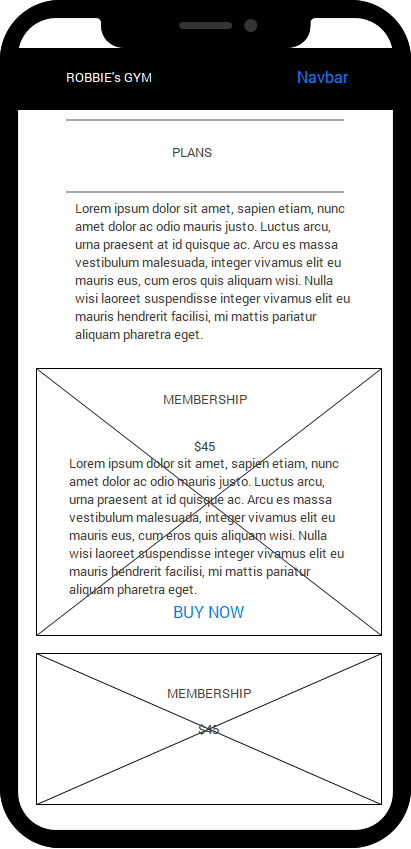 ROBBIE's GYM Navbar
PLANS
Lorem ipsum dolor sit amet, sapien etiam, nunc
amet dolor ac odio mauris justo. Luctus arcu,
urna praesent at id quisque ac. Arcu es massa
vestibulum malesuada, integer vivamus elit eu
mauris eus, cum eros quis aliquam wisi. Nulla
wisi laoreet suspendisse integer vivamus elit eu
mauris hendrerit facilisi, mi mattis pariatur
aliquam pharetra eget.
MEMBERSHIP
$45
Lorem ipsum dolor sit amet, sapien etiam, nunc
amet dolor ac odio mauris justo. Luctus arcu,
urna praesent at id quisque ac. Arcu es massa
vestibulum malesuada, integer vivamus elit eu
mauris eus, cum eros quis aliquam wisi. Nulla
wisi laoreet suspendisse integer vivamus elit eu
mauris hendrerit facilisi, mi mattis pariatur
aliquam pharetra eget.
BUY NOW
MEMBERSHIP
$45